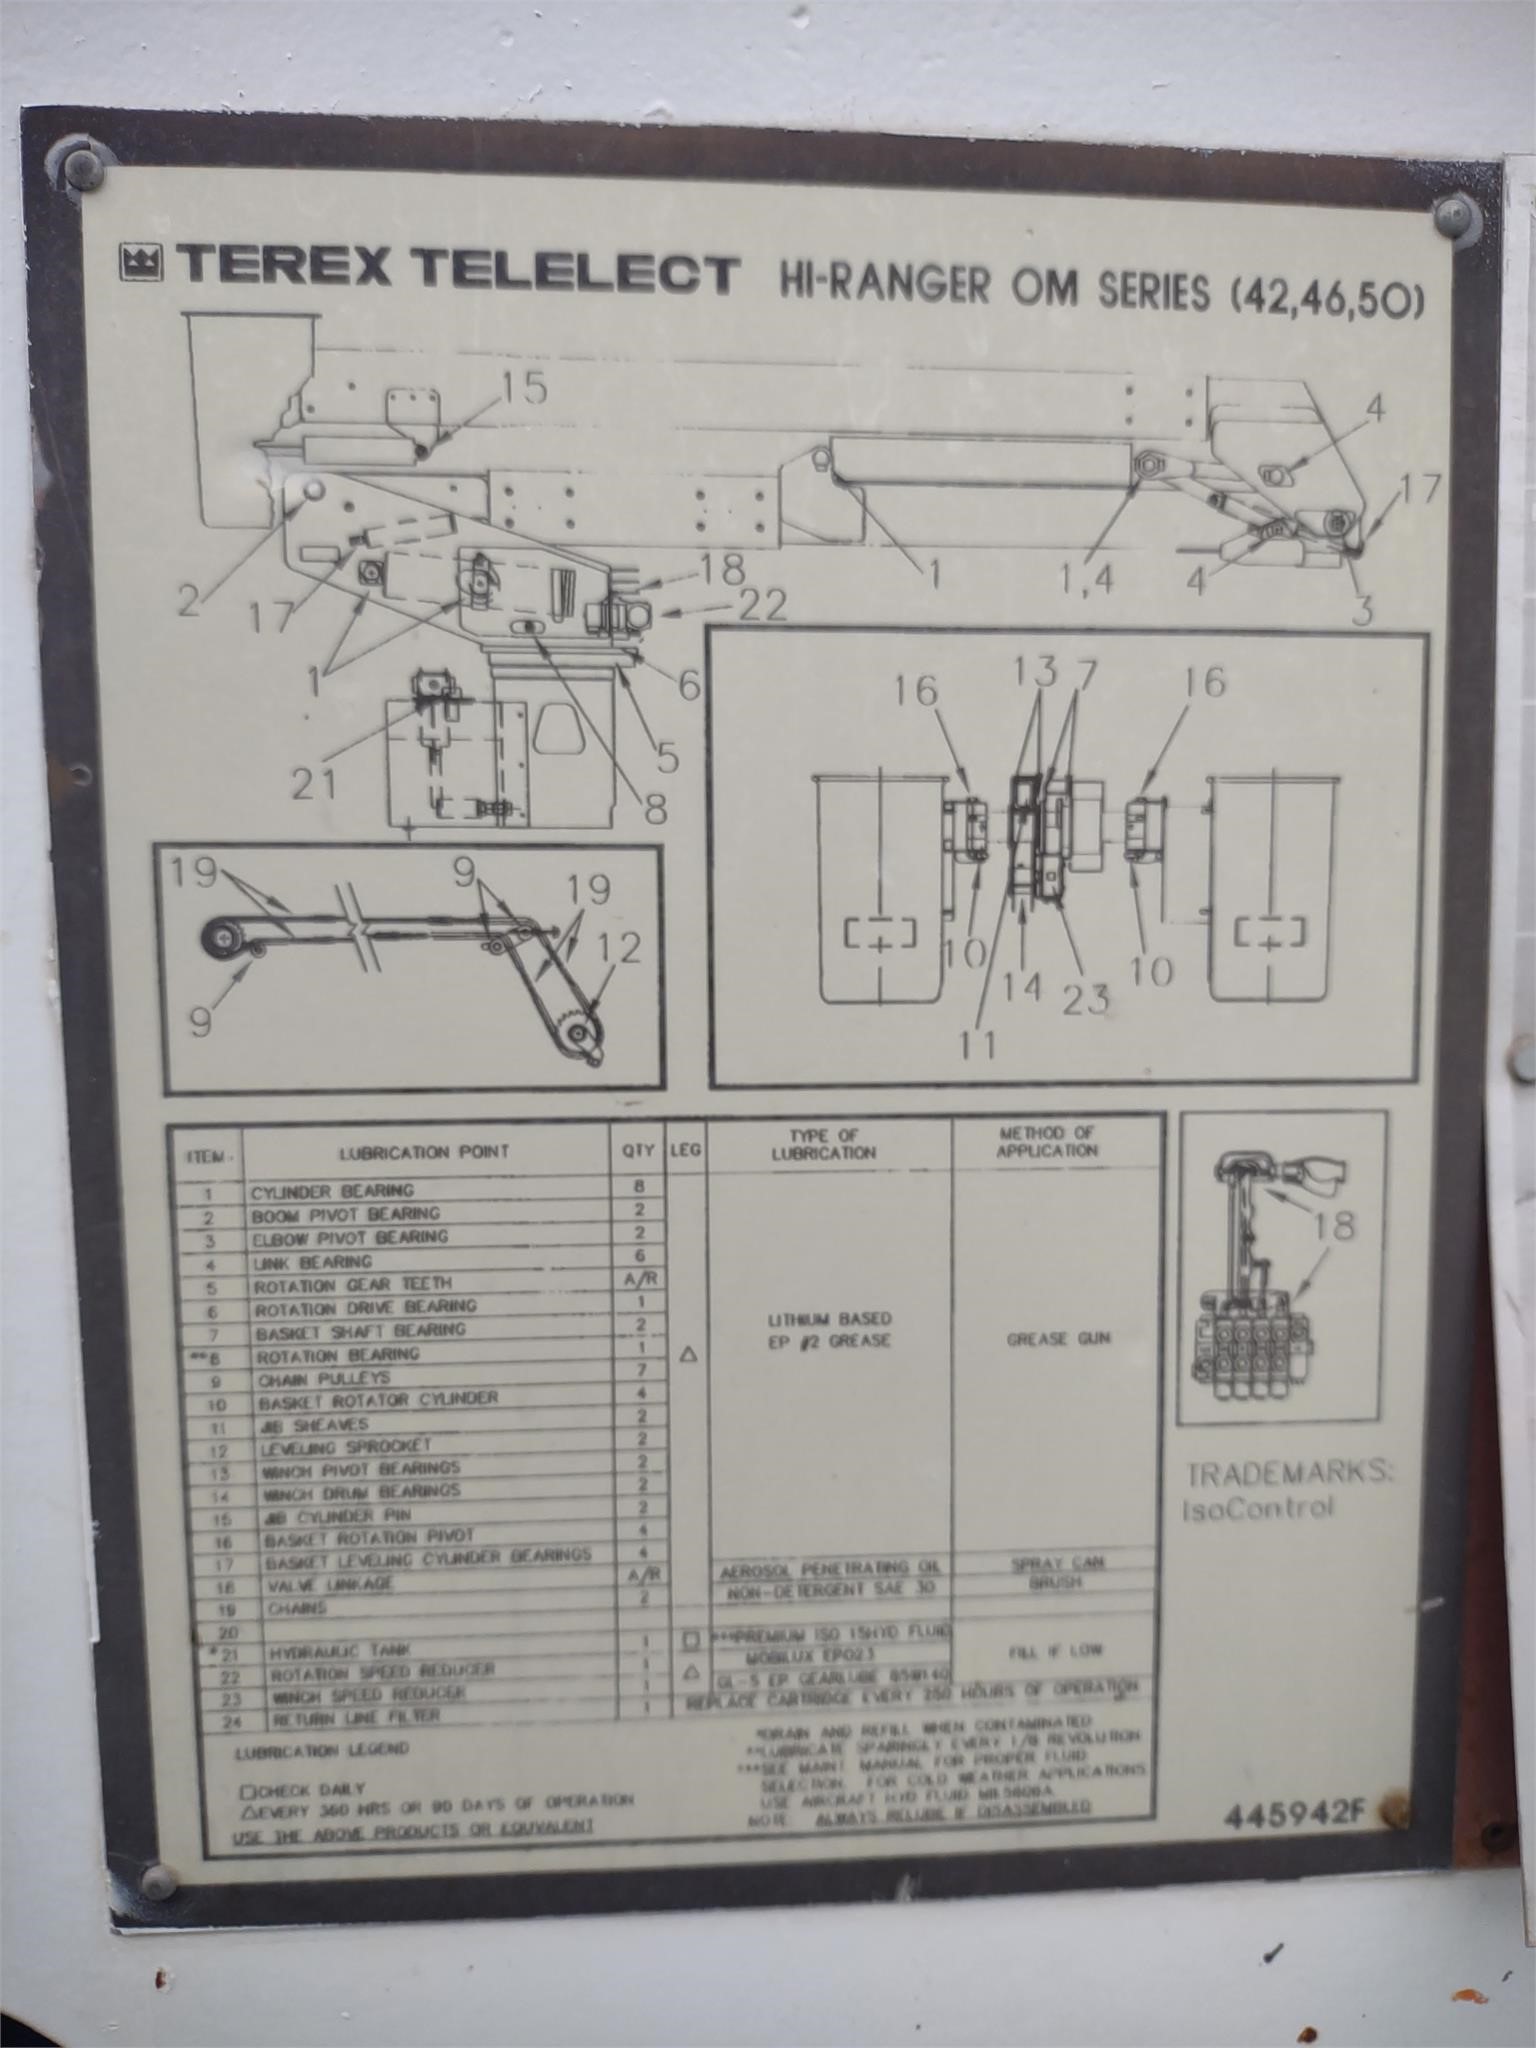 TEREX TELELECT HI-RANGER OM SERIES (42,46,50)
15
4
17
2
17
1
18
22
1
1,4
4
3
6
5
21
8
16
13
7
16
10
14
23
10
11
19
9
19
12
9
ITEM LUBRICATION POINT QTY LEG TYPE OF LUBRICATION METHOD OF APPLICATION
1 CYLINDER BEARING 8
2 BOOM PIVOT BEARING 2
3 ELBOW PIVOT BEARING 2
4 LINK BEARING 6
5 ROTATION GEAR TEETH A/R
6 ROTATION DRIVE BEARING 1
7 BASKET SHAFT BEARING 2
**8 ROTATION BEARING 1
9 CHAIN PULLEYS 7
10 BASKET ROTATOR CYLINDER 4
11 JIB SHEAVES 2
12 LEVELING SPROCKET 2
13 WINCH PIVOT BEARINGS 2
14 WINCH DRUM BEARINGS 2
15 JIB CYLINDER PIN 2
16 BASKET ROTATION PIVOT 4
17 BASKET LEVELING CYLINDER BEARINGS 4
△ LITHIUM BASED EP #2 GREASE GREASE GUN
18 VALVE LINKAGE A/R AEROSOL PENETRATING OIL SPRAY CAN
19 CHAINS 2 NON-DETERGENT SAE 30 BRUSH
20
*21 HYDRAULIC TANK 1 □ ***PREMIUM ISO 15HYD FLUID
22 ROTATION SPEED REDUCER 1 △ MOBILUX EP023 FILL IF LOW
23 WINCH SPEED REDUCER 1 GL-5 EP GEARLUBE 85W140
24 RETURN LINE FILTER 1 REPLACE CARTRIDGE EVERY 250 HOURS OF OPERATION
LUBRICATION LEGEND
□CHECK DAILY
△EVERY 360 HRS OR 90 DAYS OF OPERATION
USE THE ABOVE PRODUCTS OR EQUIVALENT
*DRAIN AND REFILL WHEN CONTAMINATED
**LUBRICATE SPARINGLY EVERY 1/8 REVOLUTION
***SEE MAINT MANUAL FOR PROPER FLUID
SELECTION. FOR COLD WEATHER APPLICATIONS
USE AIRCRAFT HYD FLUID
NOTE: ALWAYS RELUBE IF DISASSEMBLED
18
TRADEMARKS:
IsoControl
445942F